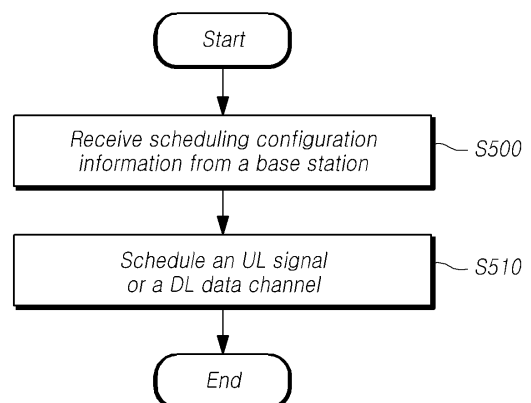 Start
Receive scheduling configuration
information from a base station
S500
Schedule an UL signal
or a DL data channel
S510
End